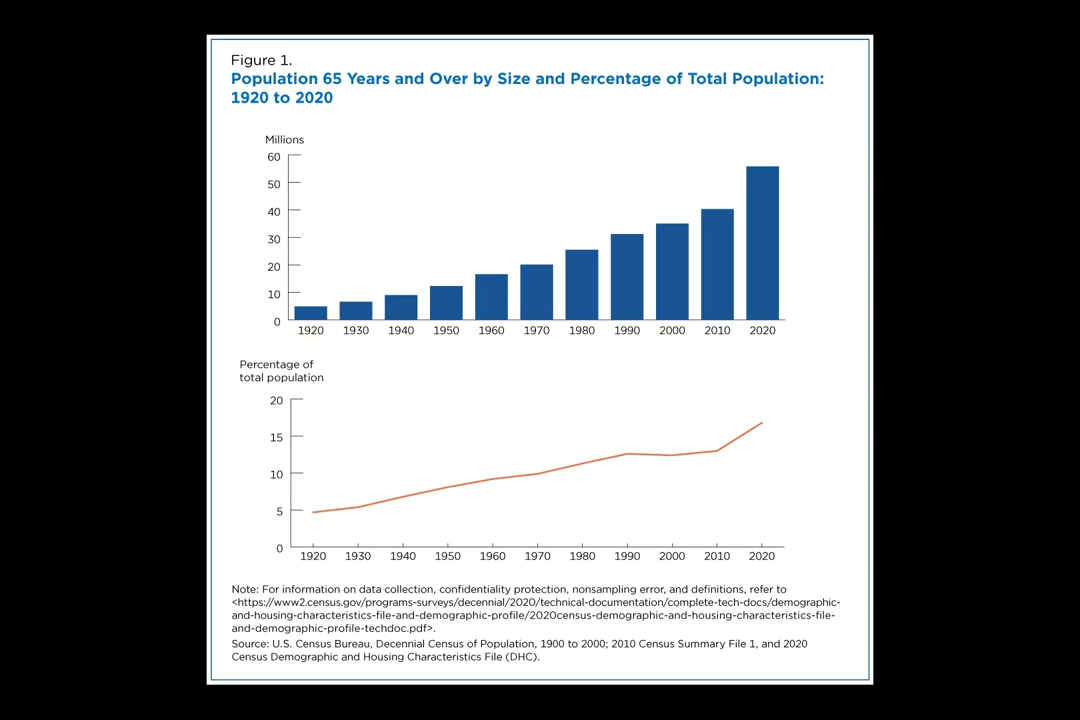 Figure 1.
Population 65 Years and Over by Size and Percentage of Total Population:
1920 to 2020
Millions
60
50
40
30
20
10
0
1920 1930 1940 1950 1960 1970 1980 1990 2000 2010 2020
Percentage of
total population
20
15
10
5
0
1920 1930 1940 1950 1960 1970 1980 1990 2000 2010 2020
Note: For information on data collection, confidentiality protection, nonsampling error, and definitions, refer to
<https://www2.census.gov/programs-surveys/decennial/2020/technical-documentation/complete-tech-docs/demographic-
and-housing-characteristics-file-and-demographic-profile/2020census-demographic-and-housing-characteristics-file-
and-demographic-profile-techdoc.pdf>.
Source: U.S. Census Bureau, Decennial Census of Population, 1900 to 2000; 2010 Census Summary File 1, and 2020
Census Demographic and Housing Characteristics File (DHC).